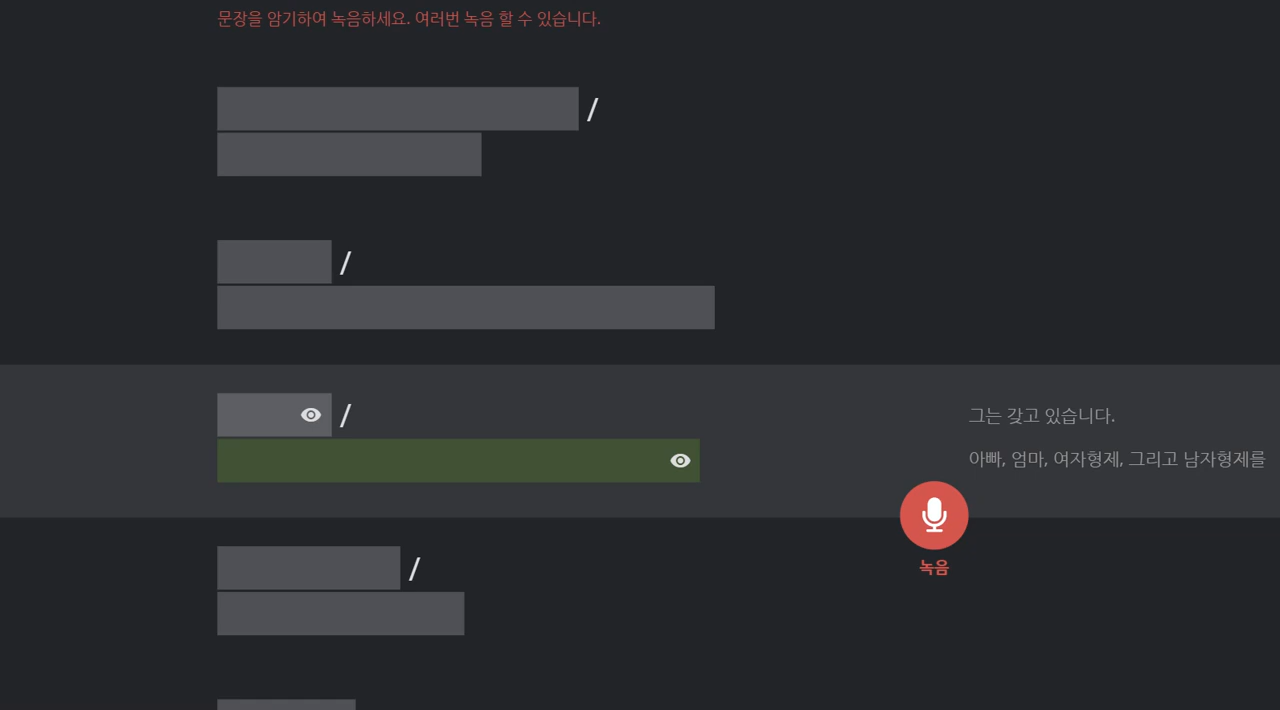 문장을 암기하여 녹음하세요. 여러번 녹음 할 수 있습니다.
/
/
/
그는 갖고 있습니다.
아빠, 엄마, 여자형제, 그리고 남자형제를
녹음
/